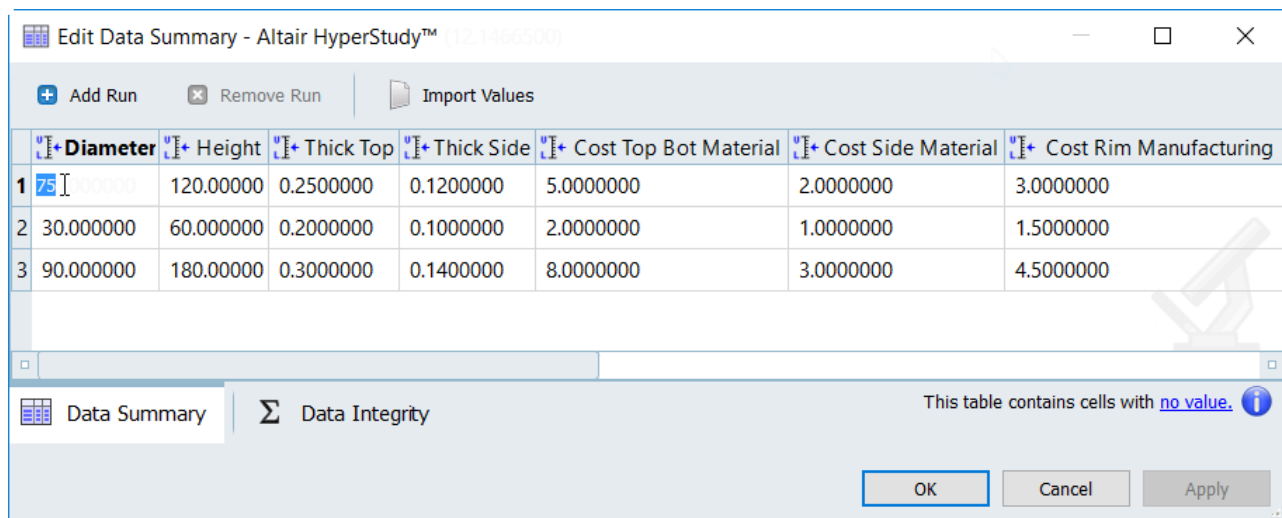 Edit Data Summary - Altair HyperStudy™ (12.1466500)
Add Run Remove Run Import Values
Diameter Height Thick Top Thick Side Cost Top Bot Material Cost Side Material Cost Rim Manufacturing
1 75 120.00000 0.2500000 0.1200000 5.0000000 2.0000000 3.0000000
2 30.000000 60.000000 0.2000000 0.1000000 2.0000000 1.0000000 1.5000000
3 90.000000 180.00000 0.3000000 0.1400000 8.0000000 3.0000000 4.5000000
Data Summary Σ Data Integrity This table contains cells with no value.
OK Cancel Apply